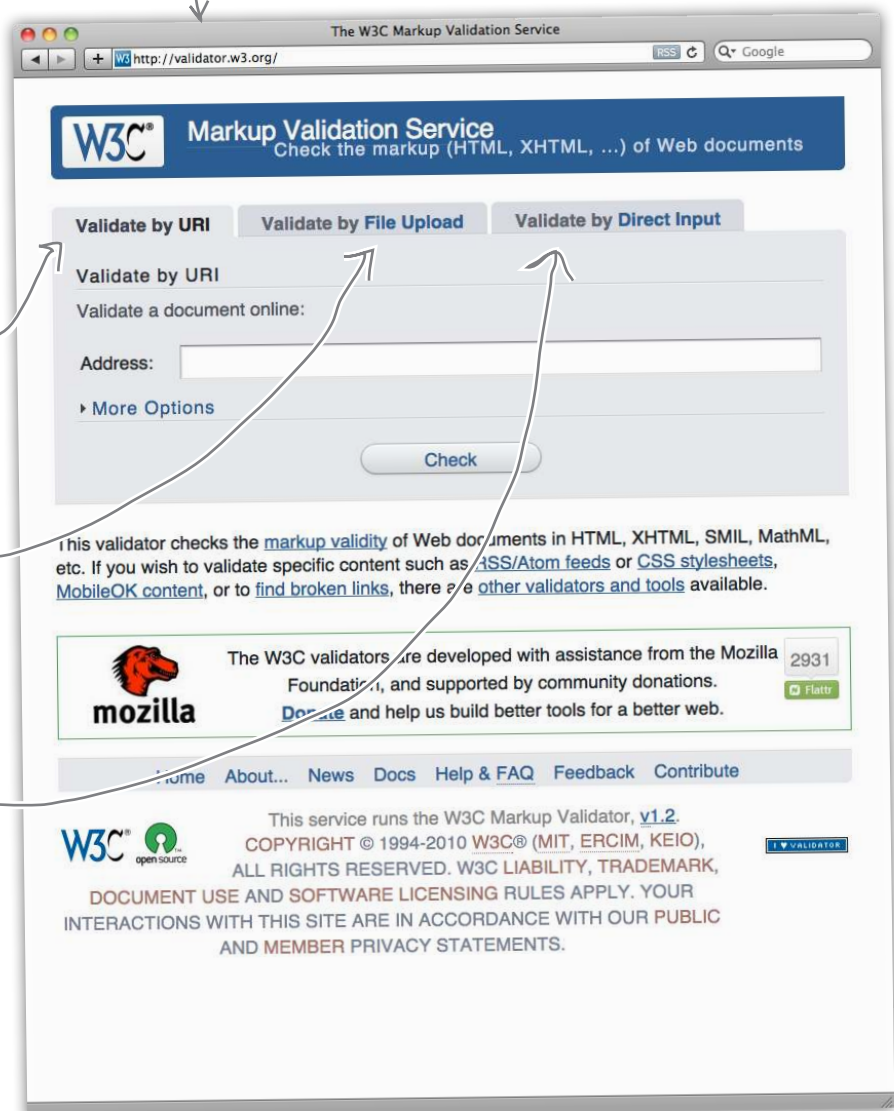 The W3C Markup Validation Service
http://validator.w3.org/
RSS
Google
W3C®
Markup Validation Service
Check the markup (HTML, XHTML, ...) of Web documents
Validate by URI
Validate by File Upload
Validate by Direct Input
Validate by URI
Validate a document online:
Address:
More Options
Check
This validator checks the markup validity of Web documents in HTML, XHTML, SMIL, MathML,
etc. If you wish to validate specific content such as RSS/Atom feeds or CSS stylesheets,
MobileOK content, or to find broken links, there are other validators and tools available.
mozilla
The W3C validators are developed with assistance from the Mozilla
Foundation, and supported by community donations.
Donate and help us build better tools for a better web.
2931
Flattr
Home About... News Docs Help & FAQ Feedback Contribute
W3C®
open source
This service runs the W3C Markup Validator, v1.2.
COPYRIGHT © 1994-2010 W3C® (MIT, ERCIM, KEIO),
ALL RIGHTS RESERVED. W3C LIABILITY, TRADEMARK,
DOCUMENT USE AND SOFTWARE LICENSING RULES APPLY. YOUR
INTERACTIONS WITH THIS SITE ARE IN ACCORDANCE WITH OUR PUBLIC
AND MEMBER PRIVACY STATEMENTS.
I ♥ VALIDATOR